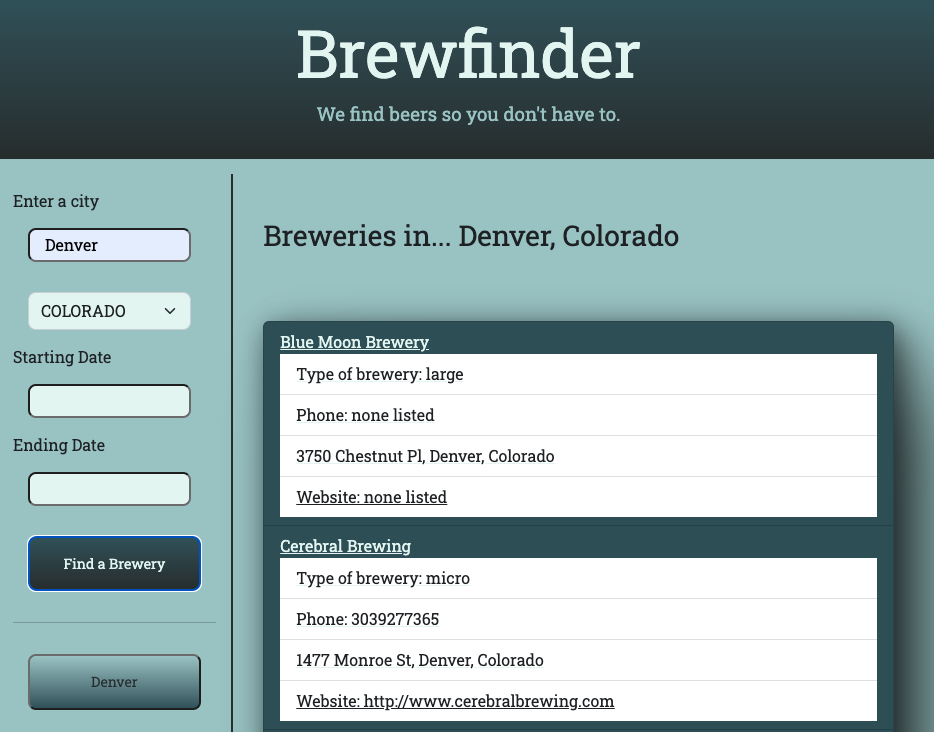 Brewfinder
We find beers so you don't have to.
Enter a city
Denver
COLORADO
Starting Date
Ending Date
Find a Brewery
Denver
Breweries in... Denver, Colorado
Blue Moon Brewery
Type of brewery: large
Phone: none listed
3750 Chestnut Pl, Denver, Colorado
Website: none listed
Cerebral Brewing
Type of brewery: micro
Phone: 3039277365
1477 Monroe St, Denver, Colorado
Website: http://www.cerebralbrewing.com